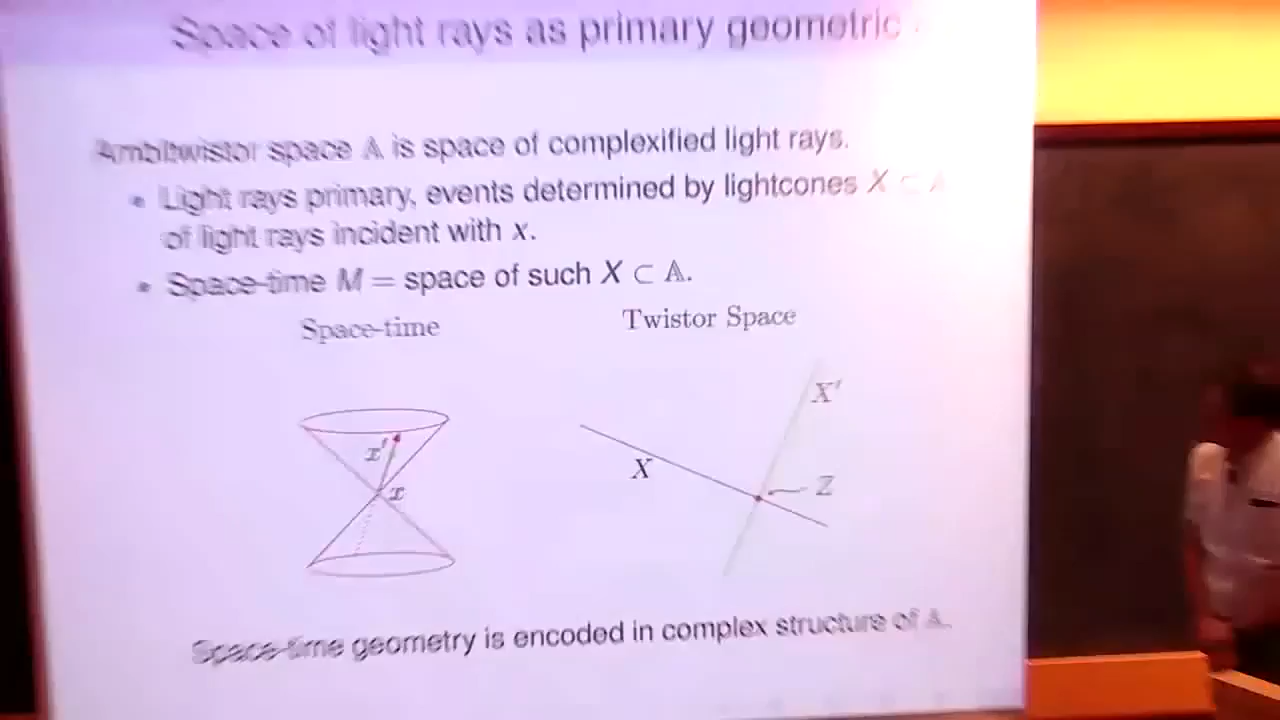 Space of light rays as primary geometric
Ambitwistor space 𝔸 is space of complexified light rays.
• Light rays primary, events determined by lightcones X ⊂ 𝔸
of light rays incident with x.
• Space-time M = space of such X ⊂ 𝔸.
Space-time
Twistor Space
X'
x'
X
Z
x
Space-time geometry is encoded in complex structure of 𝔸.